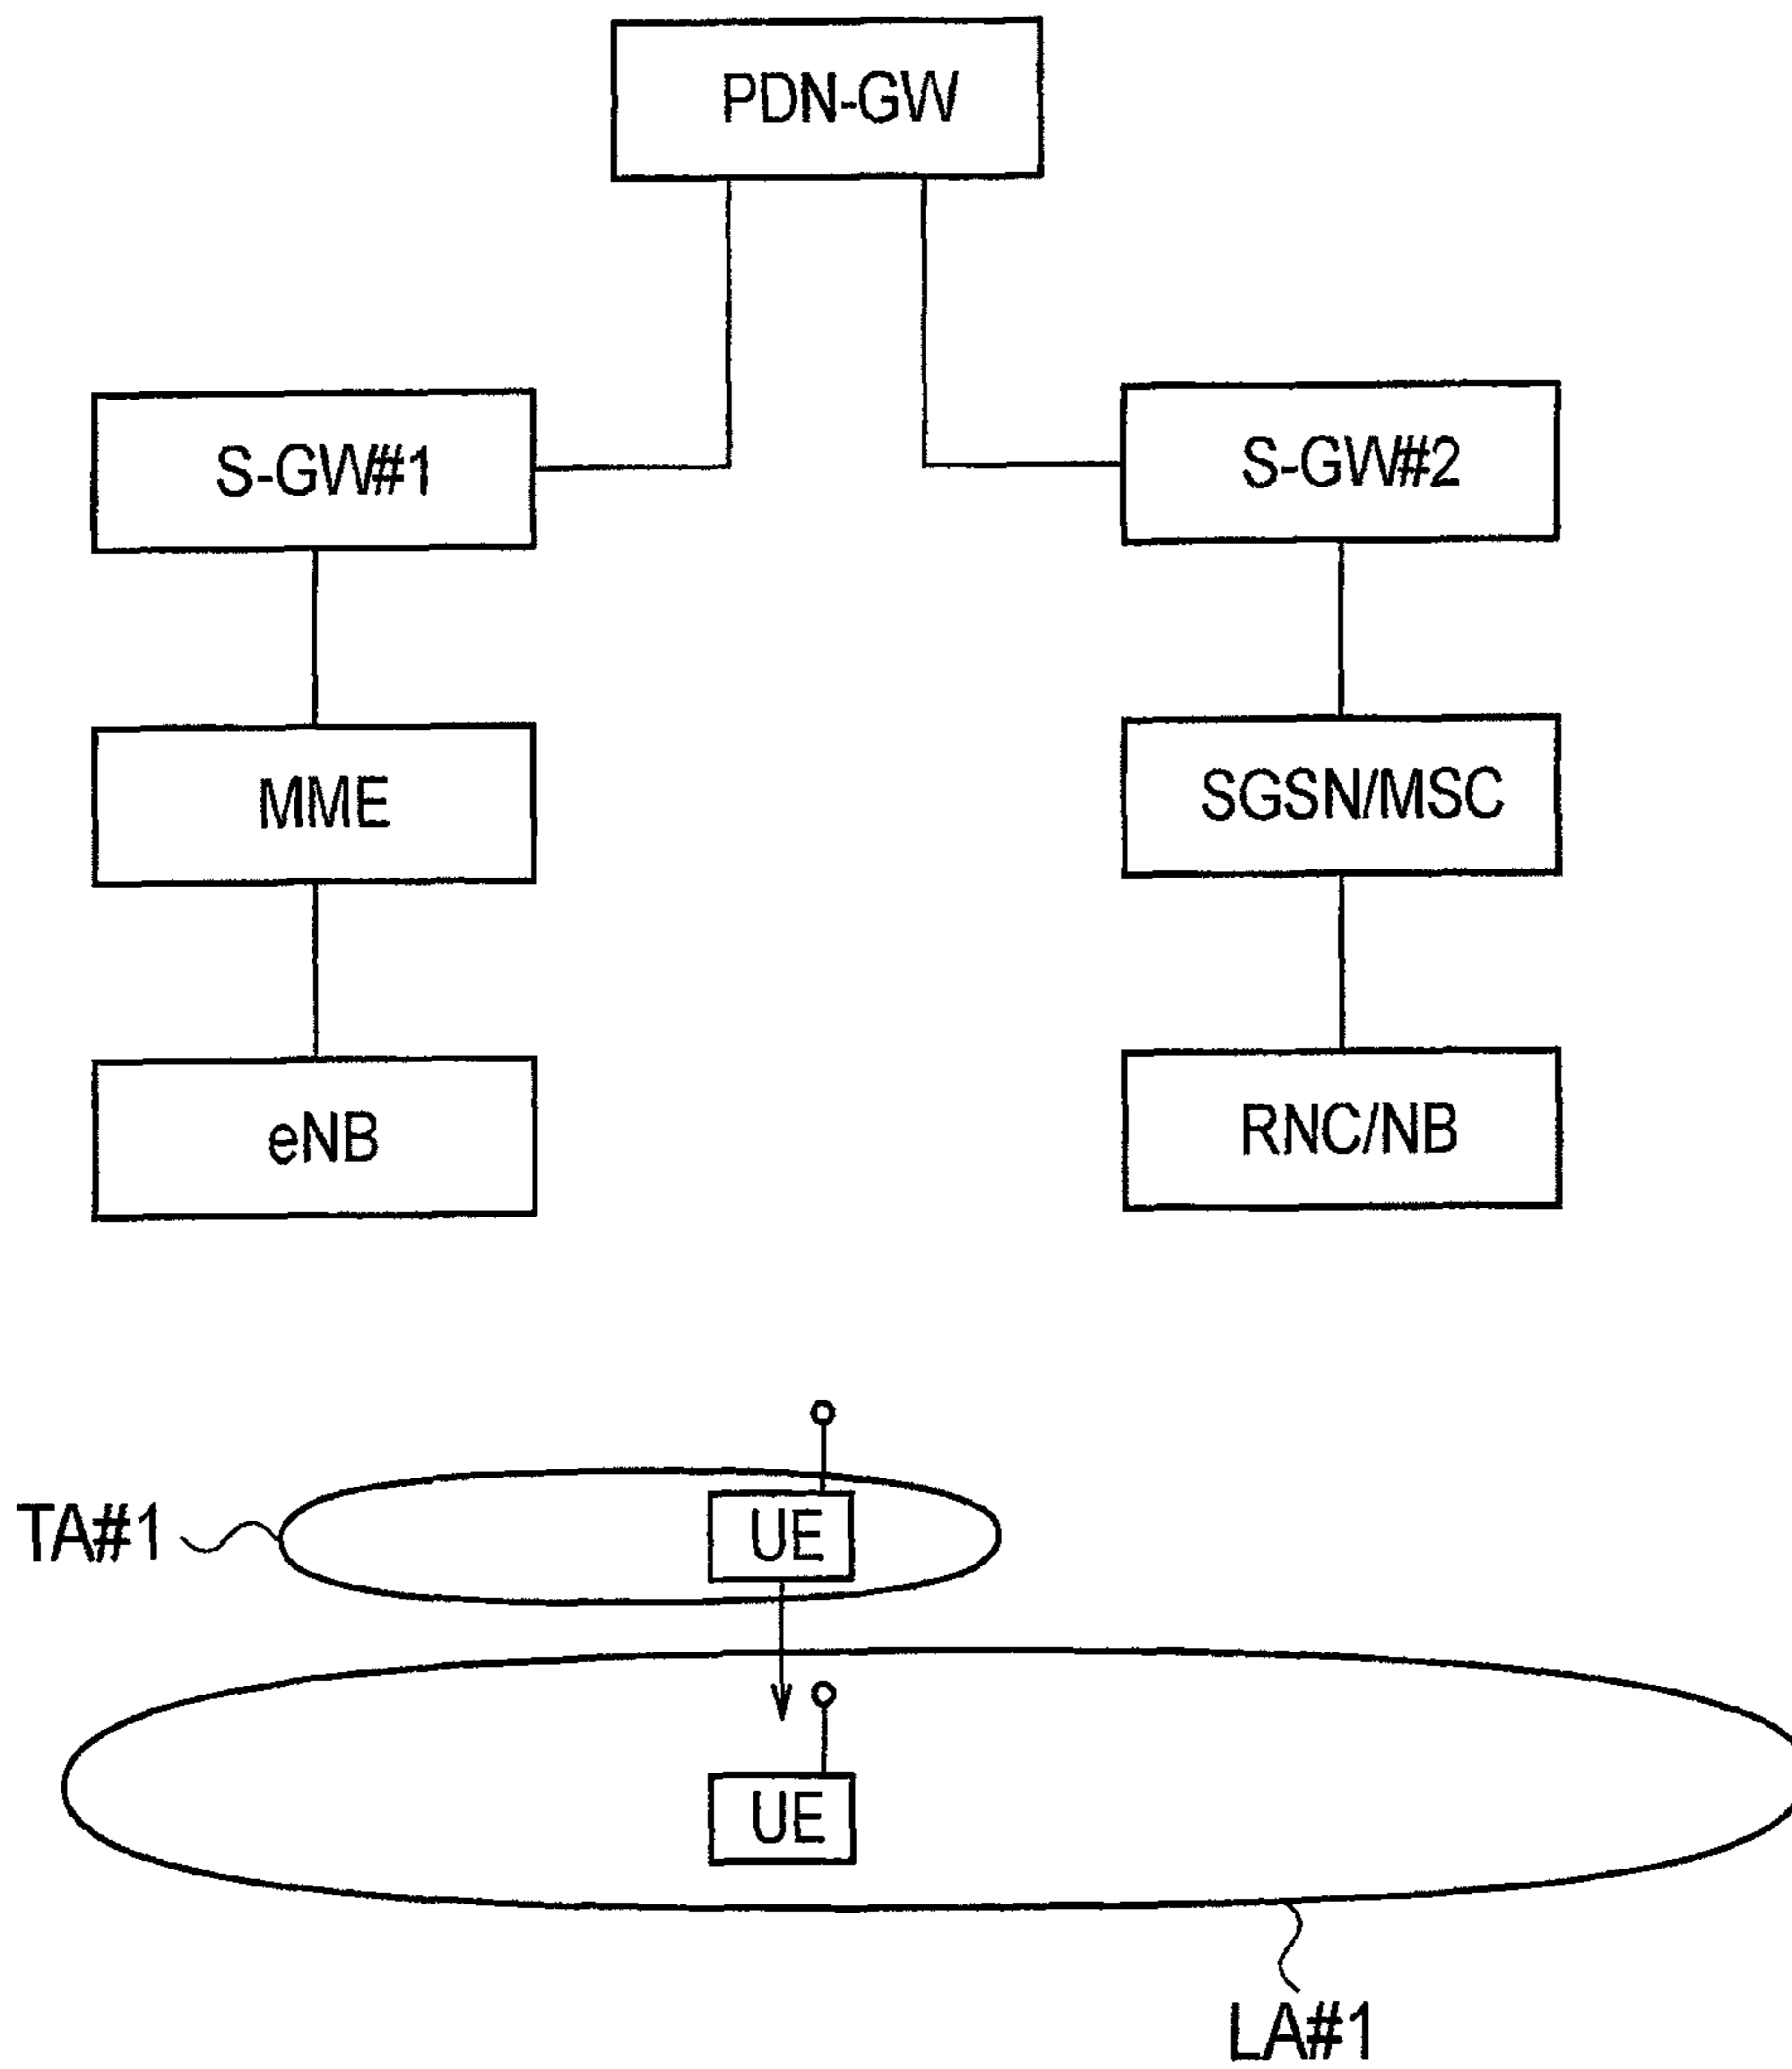 PDN-GW
S-GW#1
S-GW#2
MME
SGSN/MSC
eNB
RNC/NB
TA#1
UE
UE
LA#1